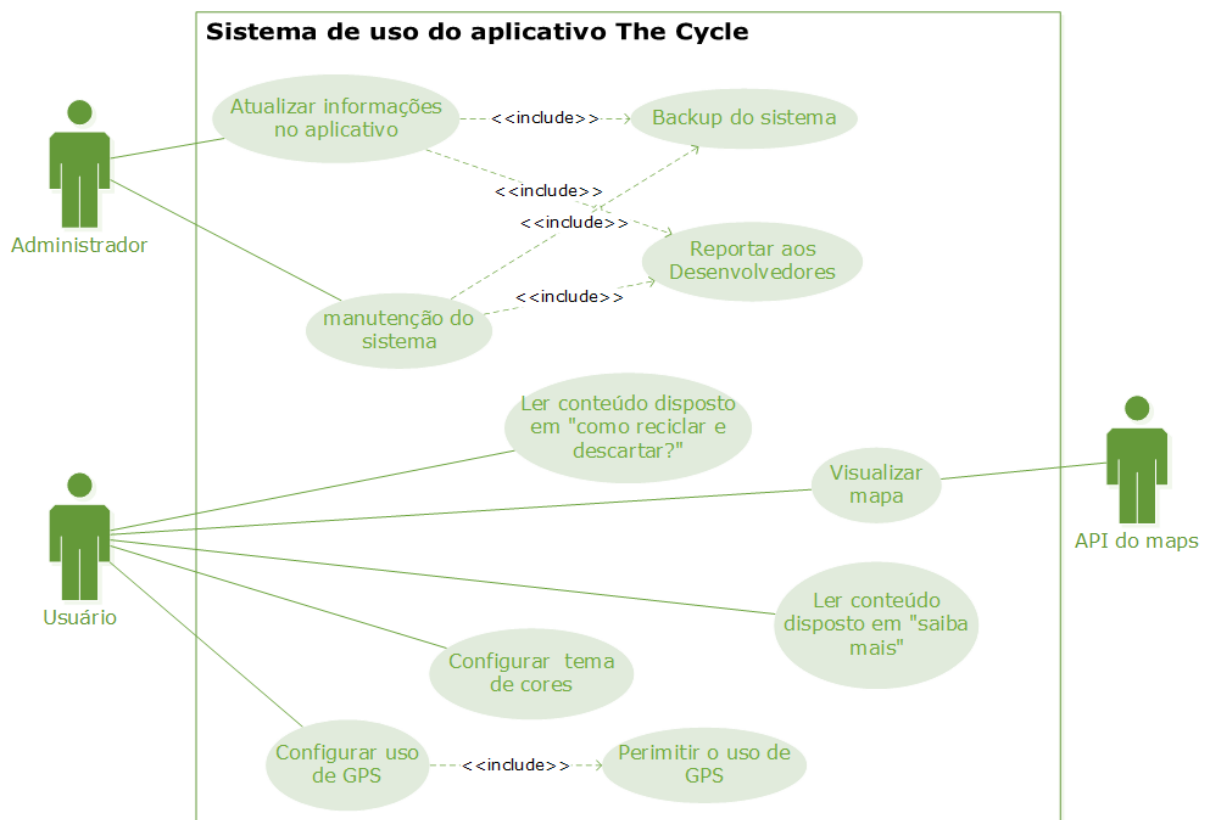 Sistema de uso do aplicativo The Cycle
Atualizar informações
no aplicativo
<<include>>
Backup do sistema
<<include>>
<<include>>
Administrador
Reportar aos
Desenvolvedores
<<include>>
manutenção do
sistema
Ler conteúdo disposto
em "como reciclar e
descartar?"
Visualizar
mapa
API do maps
Usuário
Ler conteúdo
disposto em "saiba
mais"
Configurar tema
de cores
Configurar uso
de GPS
<<include>>
Perimitir o uso de
GPS